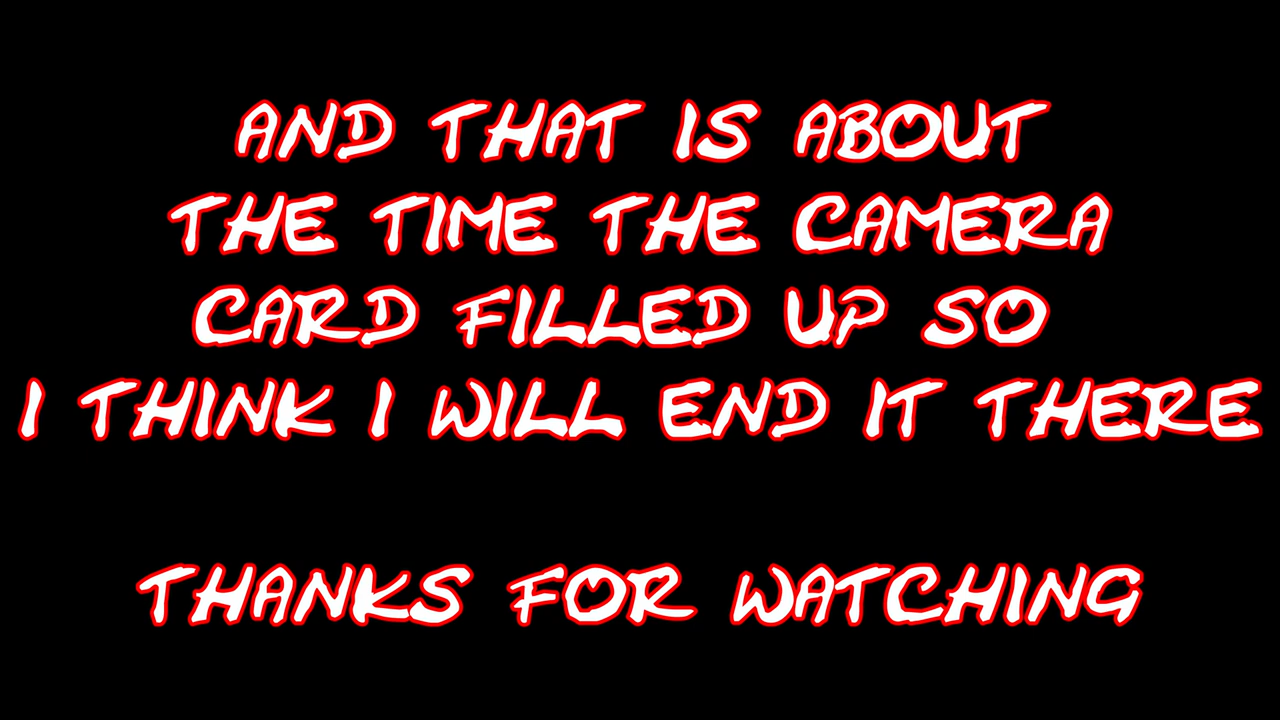 AND THAT IS ABOUT
THE TIME THE CAMERA
CARD FILLED UP SO
I THINK I WILL END IT THERE
THANKS FOR WATCHING